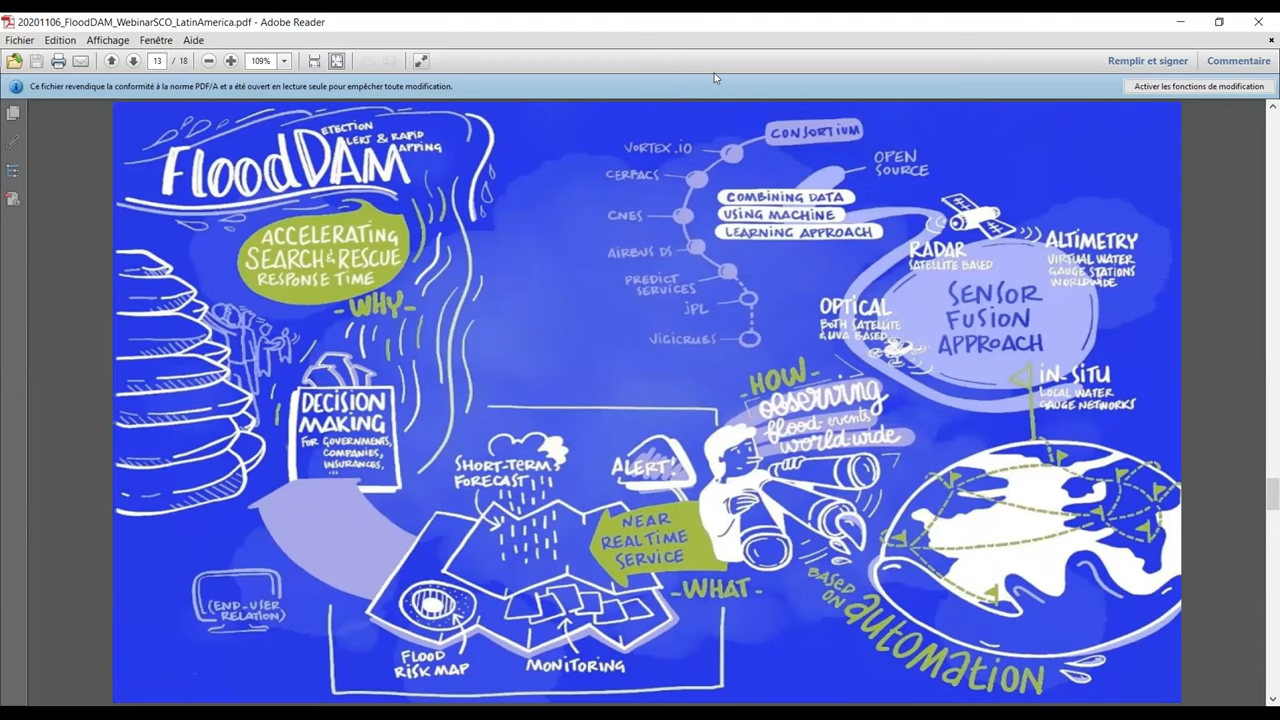 20201106_FloodDAM_WebinarSCO_LatinAmerica.pdf - Adobe Reader
Fichier Edition Affichage Fenêtre Aide
13 / 18 109%
Remplir et signer Commentaire
Ce fichier revendique la conformité à la norme PDF/A et a été ouvert en lecture seule pour empêcher toute modification.
Activer les fonctions de modification
FloodDAM
ETECTION
LERT & RAPID
APPING
ACCELERATING
SEARCH & RESCUE
RESPONSE TIME
-WHY-
DECISION
MAKING
FOR GOVERNMENTS,
COMPANIES,
INSURANCES,
...
(END-USER
RELATION)
CONSORTIUM
VORTEX.IO
CERFACS
CNES
AIRBUS DS
PREDICT
SERVICES
JPL
VIGICRUES
OPEN
SOURCE
COMBINING DATA
USING MACHINE
LEARNING APPROACH
RADAR
SATELLITE BASED
ALTIMETRY
VIRTUAL WATER
GAUGE STATIONS
WORLDWIDE
OPTICAL
BOTH SATELLITE
& UVA BASED
SENSOR
FUSION
APPROACH
IN-SITU
LOCAL WATER
GAUGE NETWORKS
-HOW-
observing
flood-events
world-wide
SHORT-TERM
FORECAST
ALERT!
NEAR
REALTIME
SERVICE
-WHAT-
FLOOD
RISK MAP
MONITORING
BASED
ON
automation